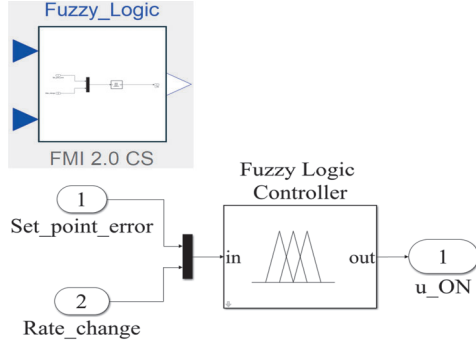 Fuzzy_Logic
FMI 2.0 CS
Fuzzy Logic
Controller
1
Set_point_error
in
out
1
u_ON
2
Rate_change